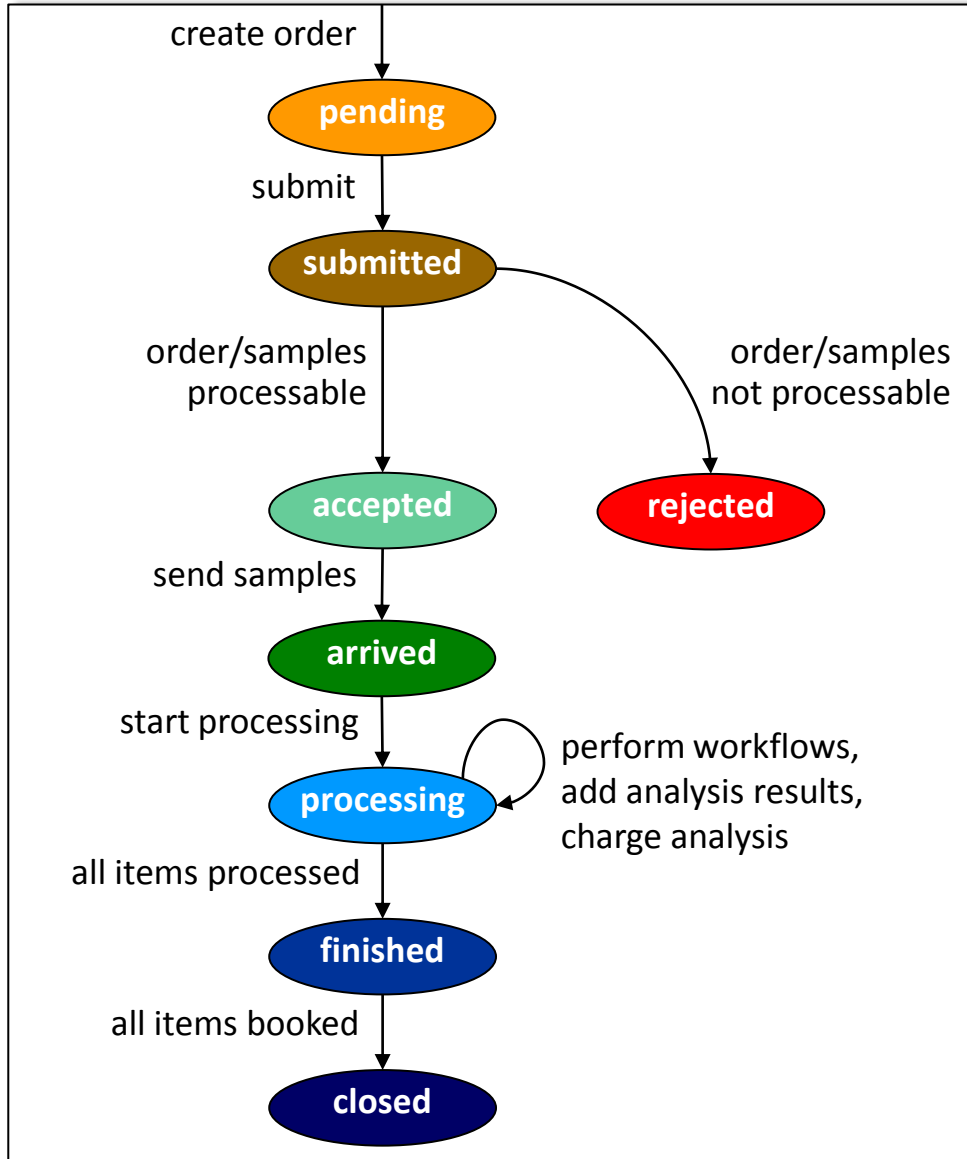 create order
pending
submit
submitted
order/samples
processable
order/samples
not processable
accepted
rejected
send samples
arrived
start processing
perform workflows,
add analysis results,
charge analysis
processing
all items processed
finished
all items booked
closed